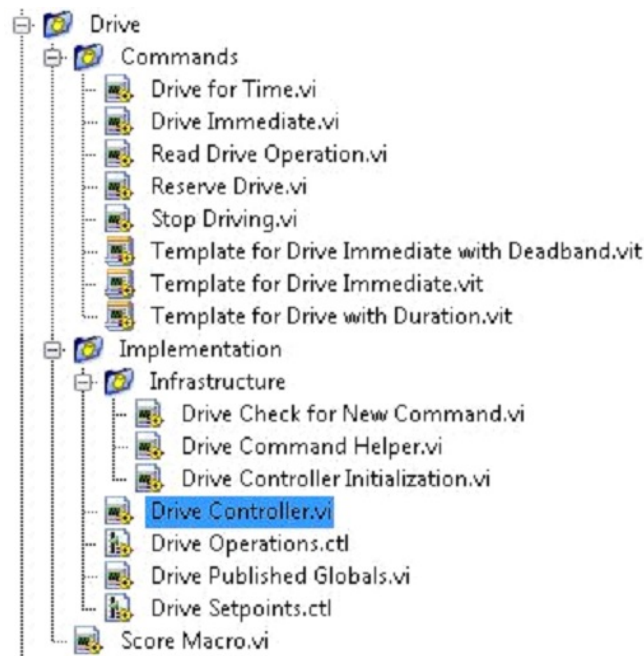 Drive
Commands
Drive for Time.vi
Drive Immediate.vi
Read Drive Operation.vi
Reserve Drive.vi
Stop Driving.vi
Template for Drive Immediate with Deadband.vit
Template for Drive Immediate.vit
Template for Drive with Duration.vit
Implementation
Infrastructure
Drive Check for New Command.vi
Drive Command Helper.vi
Drive Controller Initialization.vi
Drive Controller.vi
Drive Operations.ctl
Drive Published Globals.vi
Drive Setpoints.ctl
Score Macro.vi